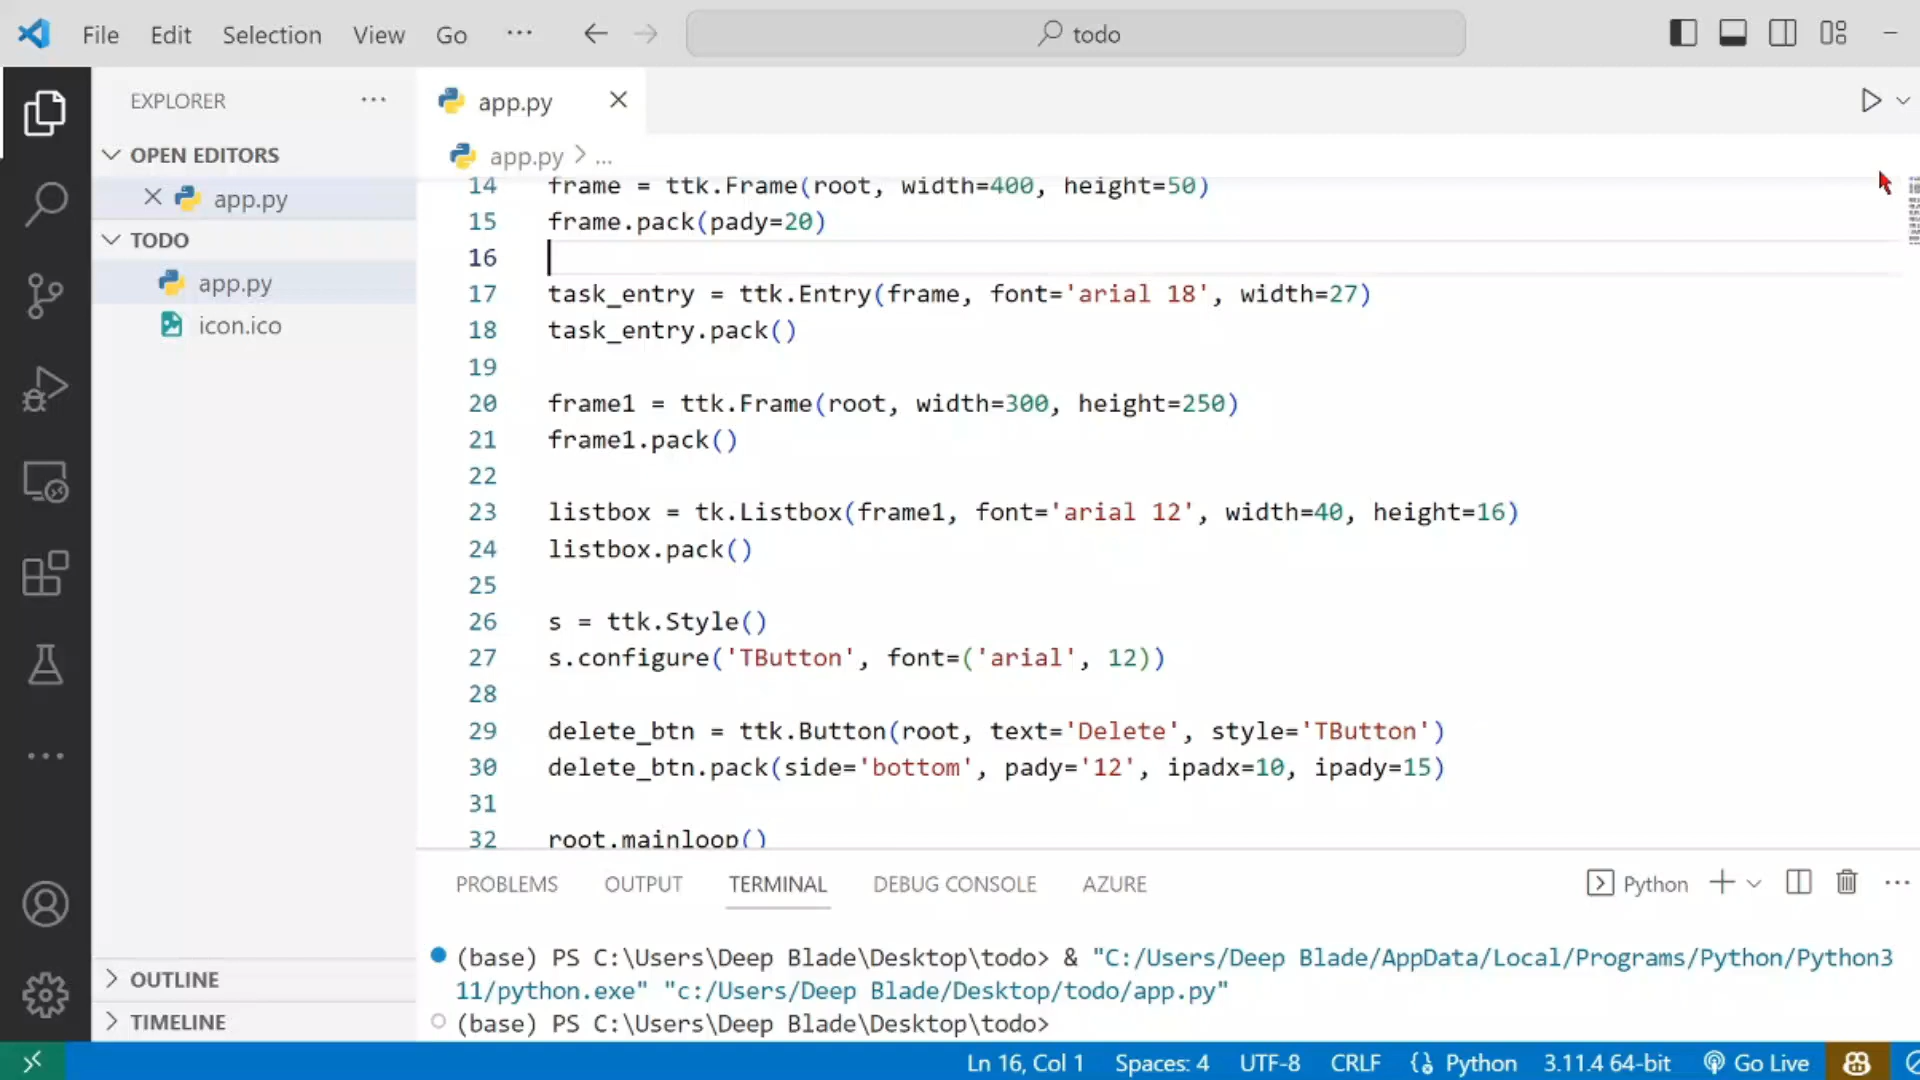 File Edit Selection View Go ··· todo
EXPLORER ···
OPEN EDITORS
app.py
TODO
app.py
icon.ico
OUTLINE
TIMELINE
app.py
app.py > ...
14 frame = ttk.Frame(root, width=400, height=50)
15 frame.pack(pady=20)
16
17 task_entry = ttk.Entry(frame, font='arial 18', width=27)
18 task_entry.pack()
19
20 frame1 = ttk.Frame(root, width=300, height=250)
21 frame1.pack()
22
23 listbox = tk.Listbox(frame1, font='arial 12', width=40, height=16)
24 listbox.pack()
25
26 s = ttk.Style()
27 s.configure('TButton', font=('arial', 12))
28
29 delete_btn = ttk.Button(root, text='Delete', style='TButton')
30 delete_btn.pack(side='bottom', pady='12', ipadx=10, ipady=15)
31
32 root.mainloop()
PROBLEMS OUTPUT TERMINAL DEBUG CONSOLE AZURE Python
(base) PS C:\Users\Deep Blade\Desktop\todo> & "C:/Users/Deep Blade/AppData/Local/Programs/Python/Python3
11/python.exe" "c:/Users/Deep Blade/Desktop/todo/app.py"
(base) PS C:\Users\Deep Blade\Desktop\todo>
Ln 16, Col 1 Spaces: 4 UTF-8 CRLF Python 3.11.4 64-bit Go Live